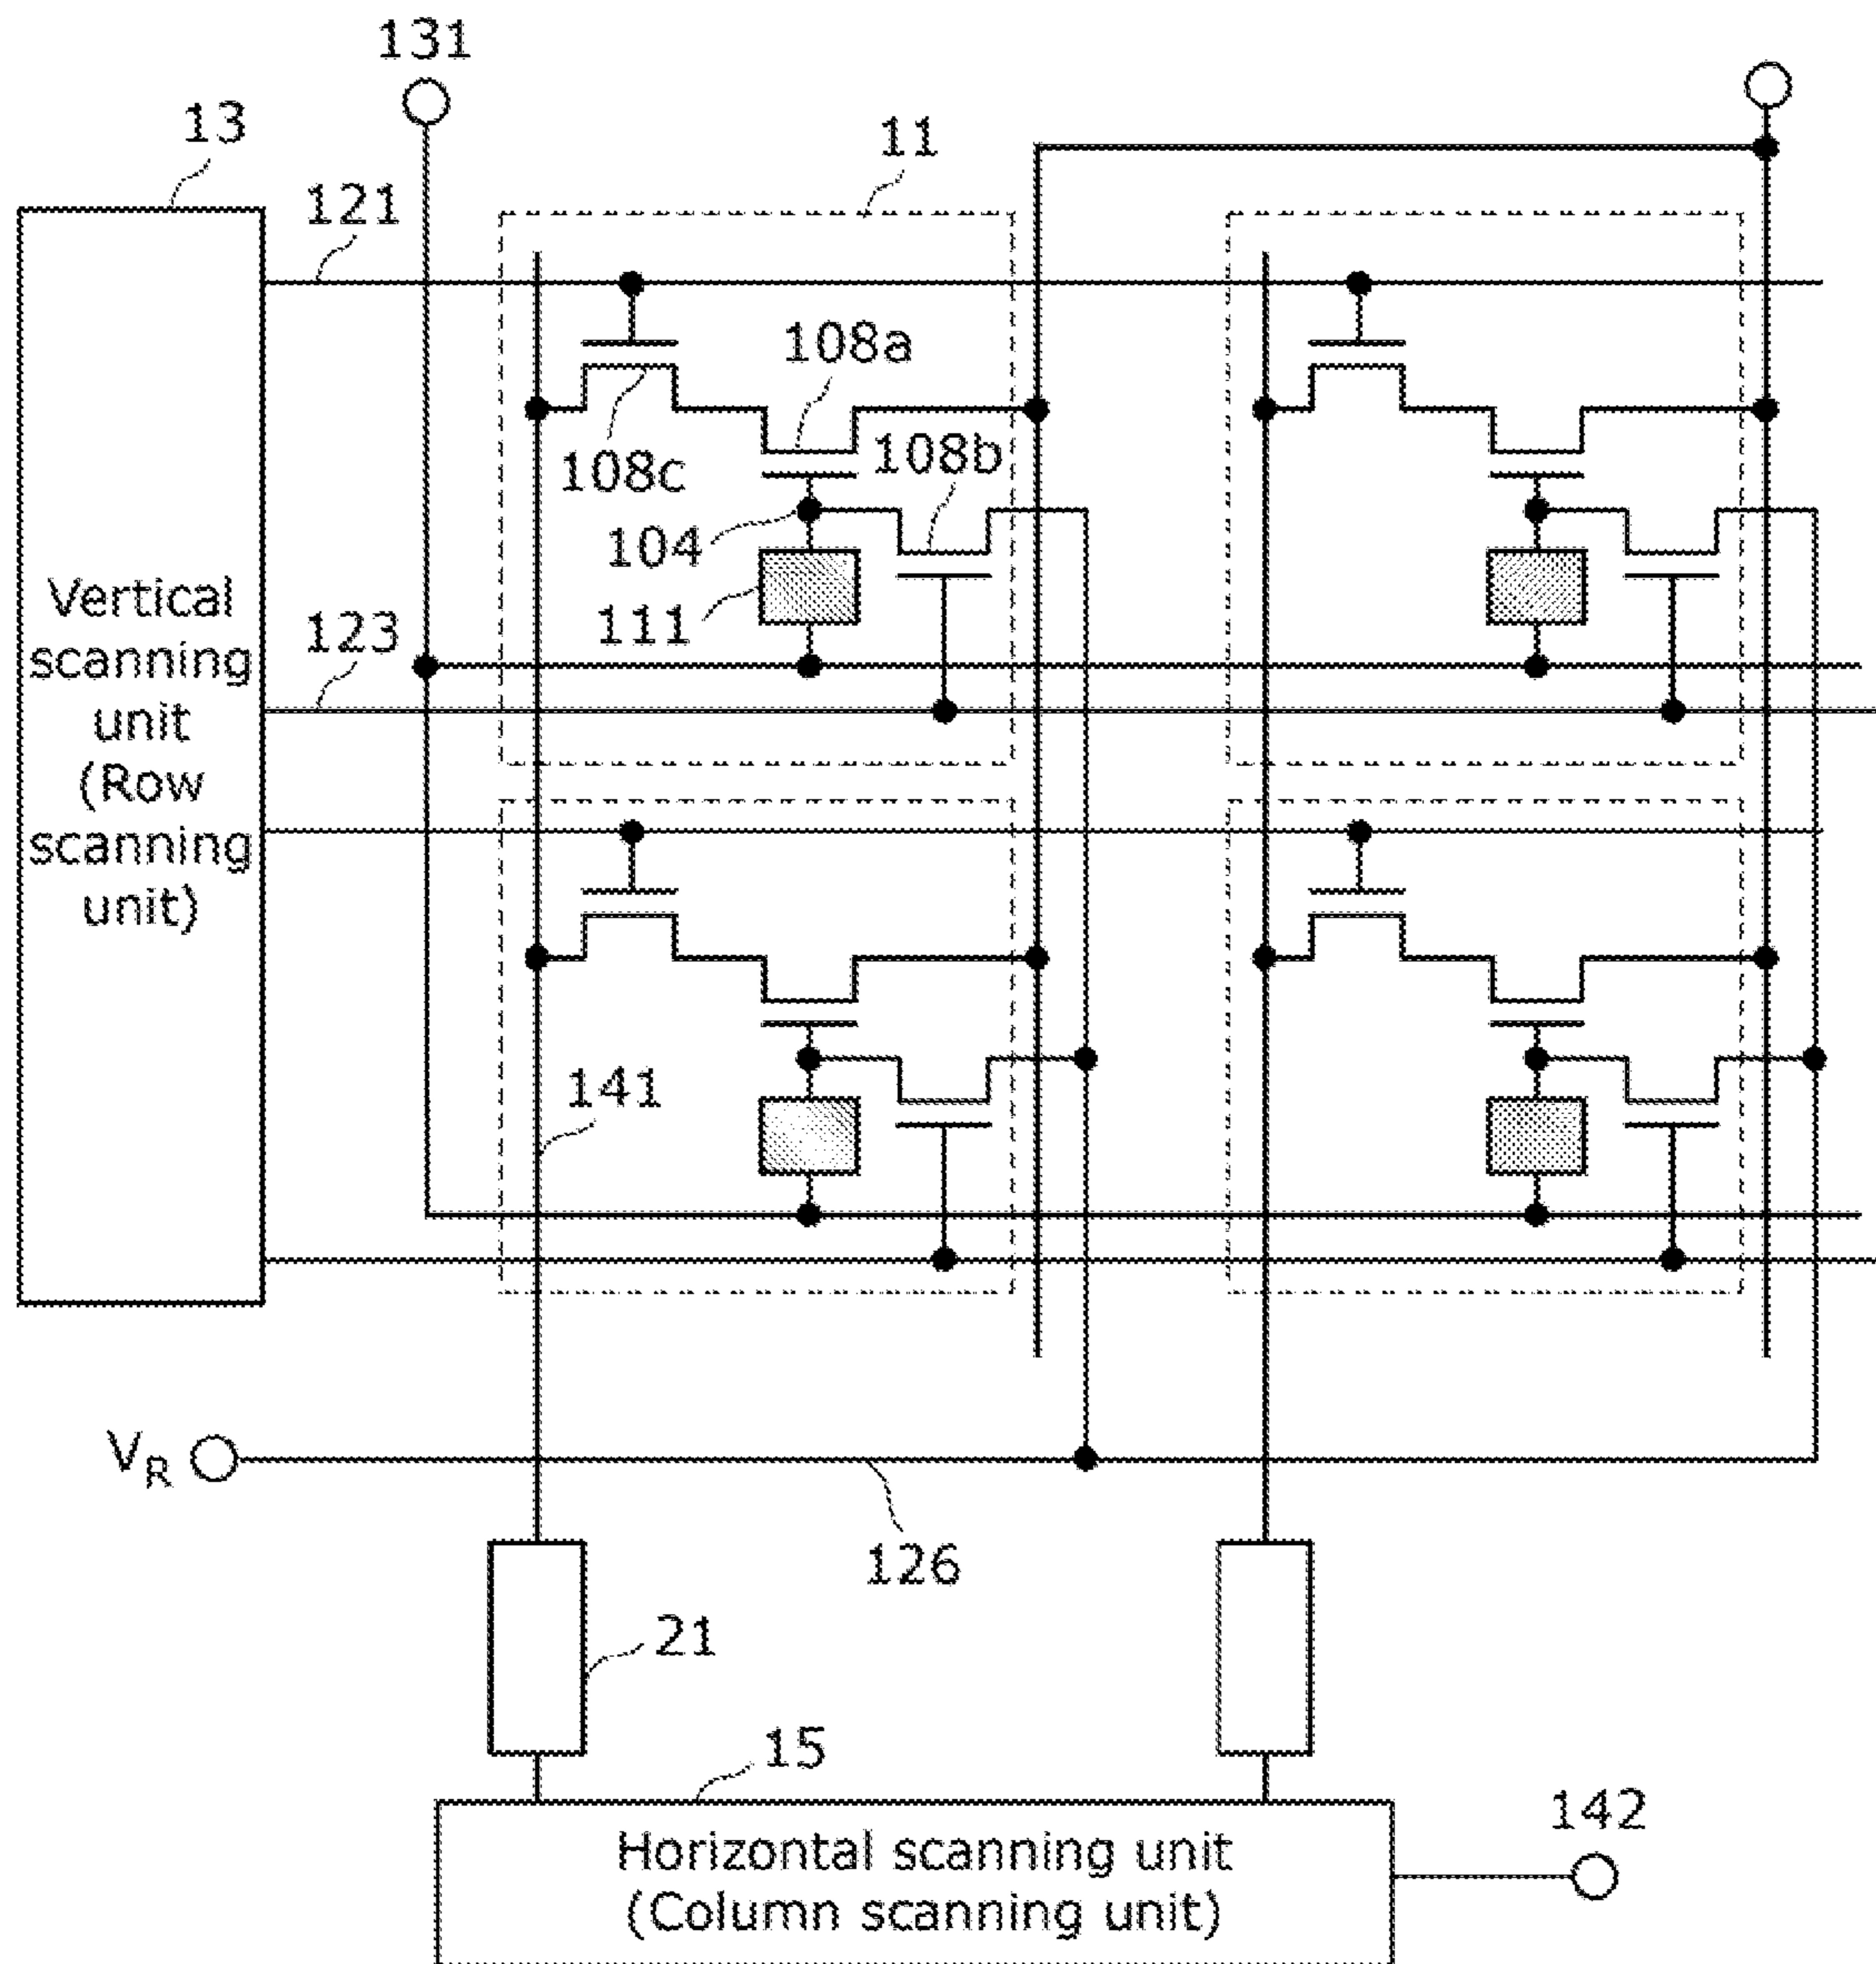 131
13
11
121
108a
108c
108b
104
111
123
Vertical
scanning
unit
(Row
scanning
unit)
141
VR
126
21
15
142
Horizontal scanning unit
(Column scanning unit)